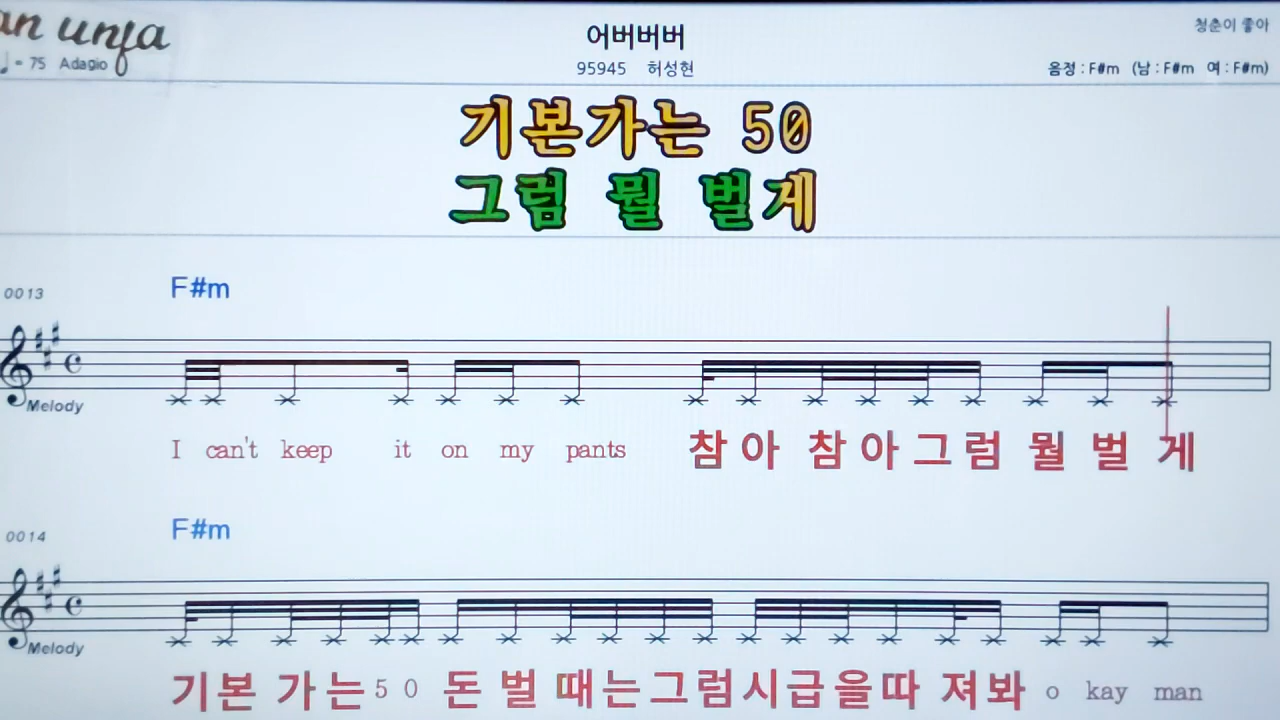 an unfa
♩ = 75 Adagio
어버버버
95945 허성현
청춘이 좋아
음정 : F#m (남 : F#m 여 : F#m)
기본가는 50
그럼 뭘 벌게
0013
F#m
Melody
I can't keep it on my pants 참 아 참 아 그 럼 뭘 벌 게
0014
F#m
Melody
기 본 가 는 5 0 돈 벌 때 는 그 럼 시 급 을 따 져 봐 o kay man